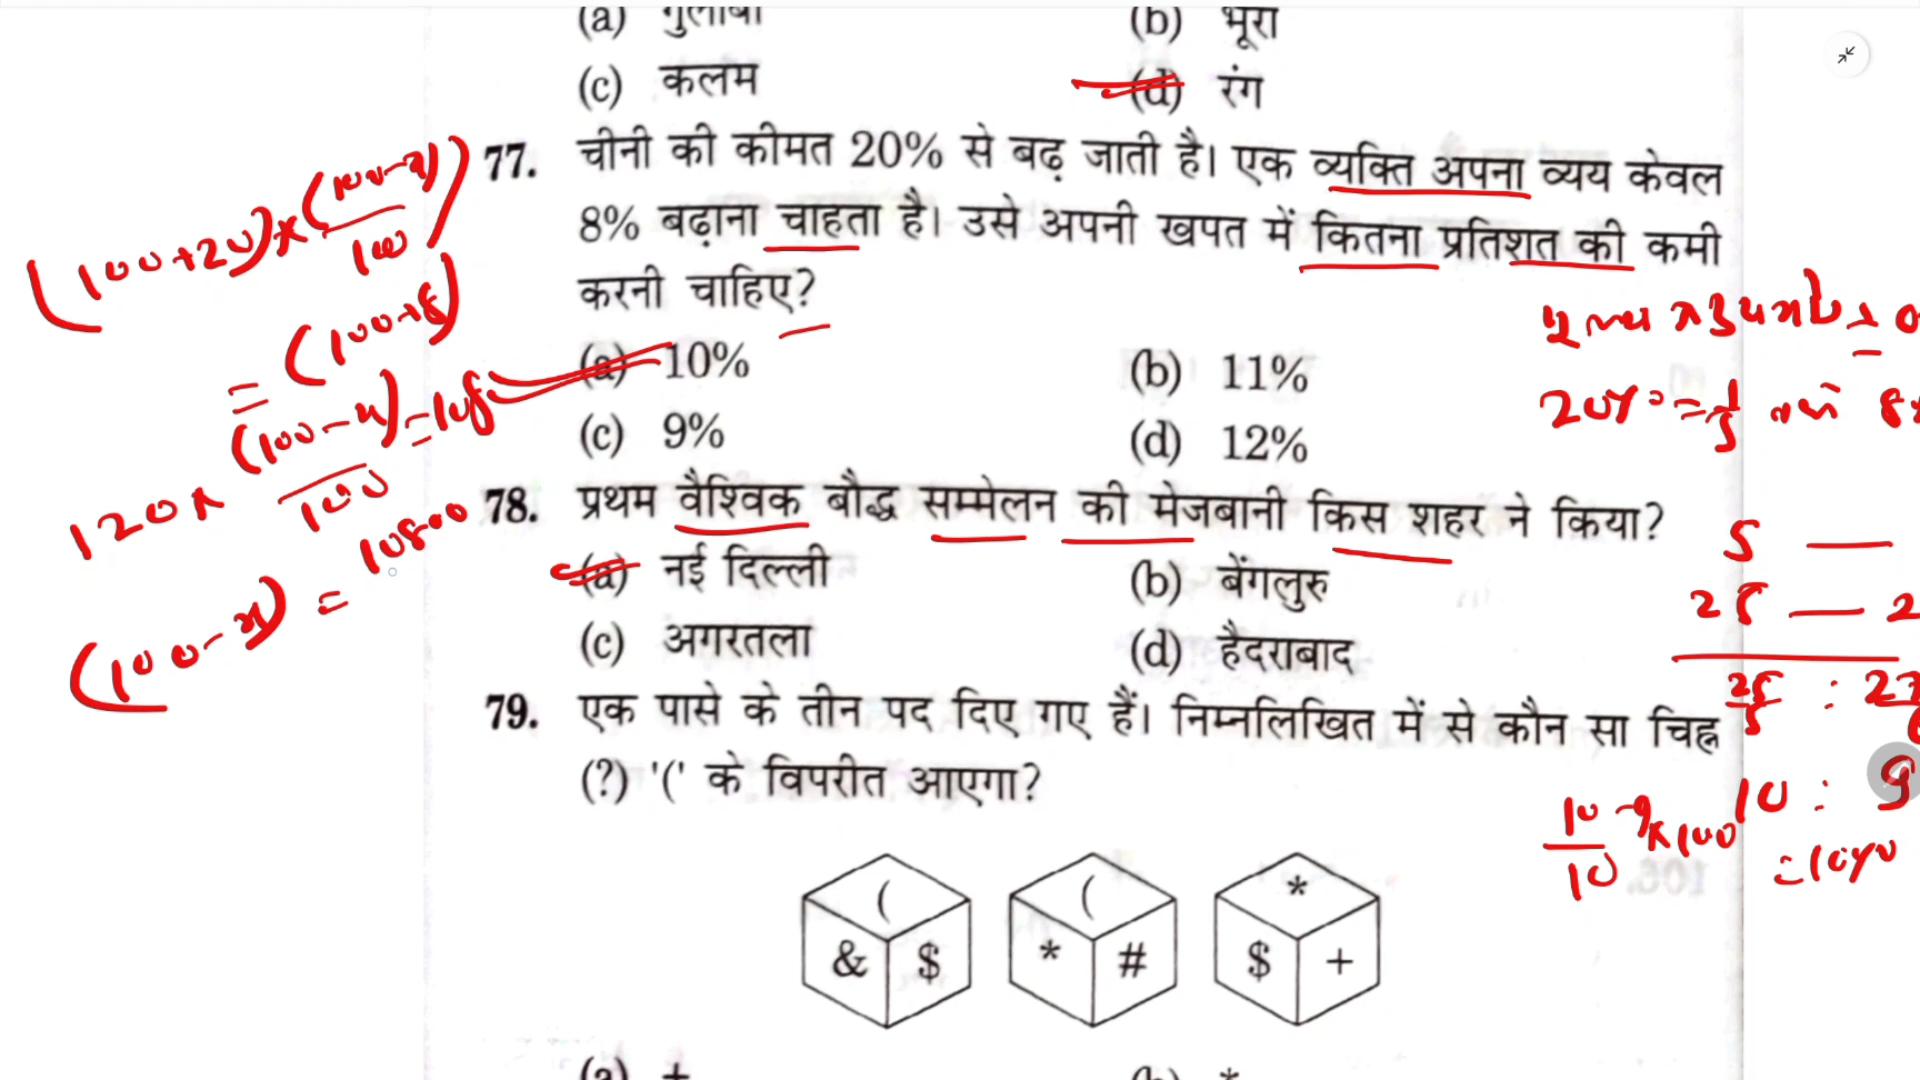 (a) गुलाबी (b) भूरा
(c) कलम (d) रंग
77. चीनी की कीमत 20% से बढ़ जाती है। एक व्यक्ति अपना व्यय केवल
8% बढ़ाना चाहता है। उसे अपनी खपत में कितना प्रतिशत की कमी
करनी चाहिए?
(a) 10% (b) 11%
(c) 9% (d) 12%
78. प्रथम वैश्विक बौद्ध सम्मेलन की मेजबानी किस शहर ने किया?
(a) नई दिल्ली (b) बेंगलुरु
(c) अगरतला (d) हैदराबाद
79. एक पासे के तीन पद दिए गए हैं। निम्नलिखित में से कौन सा चिह्न
(?) '(' के विपरीत आएगा?
( ( *
& $ * # $ +
(a) + (b) *
(100+20)*(100-x)
100
= (100+8)
(100-x) = 108
120x
100
(100-x) = 10800
20% = 1
5
5 —
25 — 2
10 : 9
10-9 x100
10
=10%